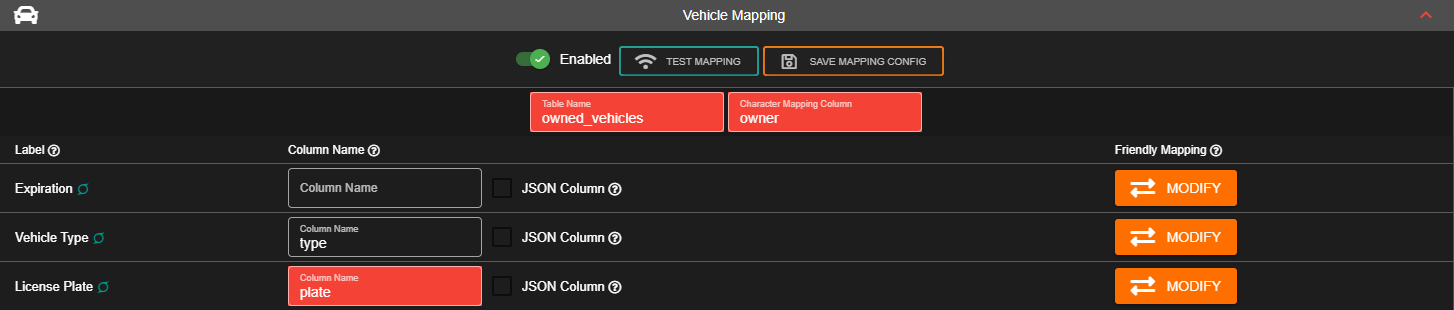 Vehicle Mapping
Enabled TEST MAPPING SAVE MAPPING CONFIG
Table Name Character Mapping Column
owned_vehicles owner
Label Column Name Friendly Mapping
Expiration Column Name JSON Column MODIFY
Column Name
Vehicle Type type JSON Column MODIFY
Column Name
License Plate plate JSON Column MODIFY